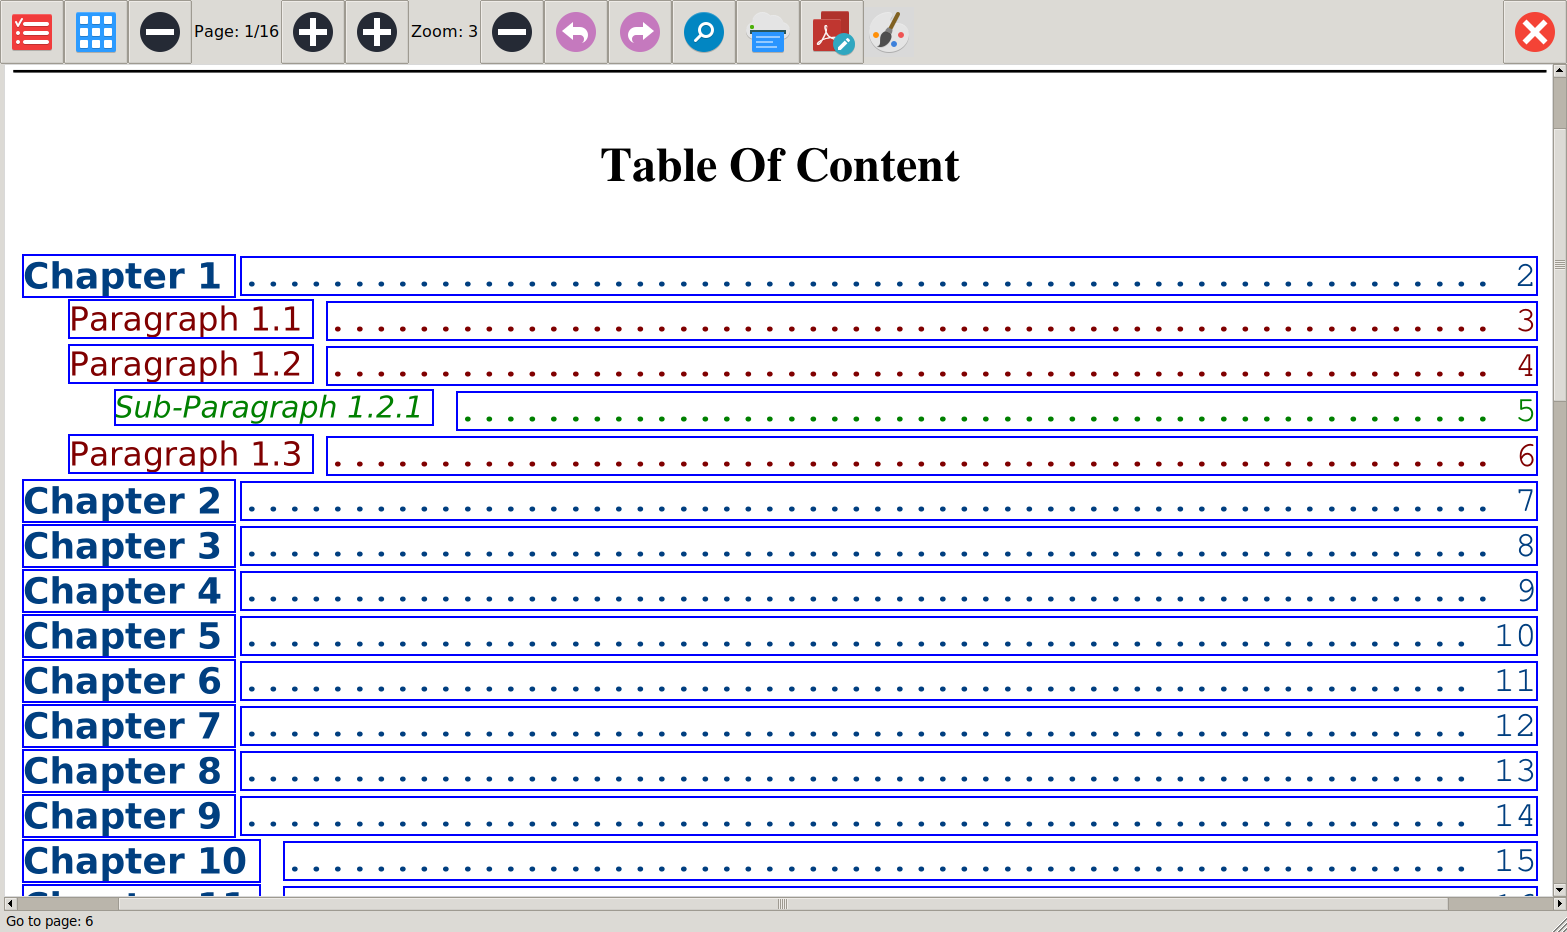 Page: 1/16 Zoom: 3
Table Of Content
Chapter 1 . . . . . . . . . . . . . . . . . . . . . . . . . . . . . . . . . . . . . . . . . . . . . . . . . . . . . . . . . . 2
Paragraph 1.1 . . . . . . . . . . . . . . . . . . . . . . . . . . . . . . . . . . . . . . . . . . . . . . . . . . . . . . 3
Paragraph 1.2 . . . . . . . . . . . . . . . . . . . . . . . . . . . . . . . . . . . . . . . . . . . . . . . . . . . . . . 4
Sub-Paragraph 1.2.1 . . . . . . . . . . . . . . . . . . . . . . . . . . . . . . . . . . . . . . . . . . . . . . . . 5
Paragraph 1.3 . . . . . . . . . . . . . . . . . . . . . . . . . . . . . . . . . . . . . . . . . . . . . . . . . . . . . . 6
Chapter 2 . . . . . . . . . . . . . . . . . . . . . . . . . . . . . . . . . . . . . . . . . . . . . . . . . . . . . . . . . . 7
Chapter 3 . . . . . . . . . . . . . . . . . . . . . . . . . . . . . . . . . . . . . . . . . . . . . . . . . . . . . . . . . . 8
Chapter 4 . . . . . . . . . . . . . . . . . . . . . . . . . . . . . . . . . . . . . . . . . . . . . . . . . . . . . . . . . . 9
Chapter 5 . . . . . . . . . . . . . . . . . . . . . . . . . . . . . . . . . . . . . . . . . . . . . . . . . . . . . . . . . 10
Chapter 6 . . . . . . . . . . . . . . . . . . . . . . . . . . . . . . . . . . . . . . . . . . . . . . . . . . . . . . . . . 11
Chapter 7 . . . . . . . . . . . . . . . . . . . . . . . . . . . . . . . . . . . . . . . . . . . . . . . . . . . . . . . . . 12
Chapter 8 . . . . . . . . . . . . . . . . . . . . . . . . . . . . . . . . . . . . . . . . . . . . . . . . . . . . . . . . . 13
Chapter 9 . . . . . . . . . . . . . . . . . . . . . . . . . . . . . . . . . . . . . . . . . . . . . . . . . . . . . . . . . 14
Chapter 10 . . . . . . . . . . . . . . . . . . . . . . . . . . . . . . . . . . . . . . . . . . . . . . . . . . . . . . . 15
Go to page: 6